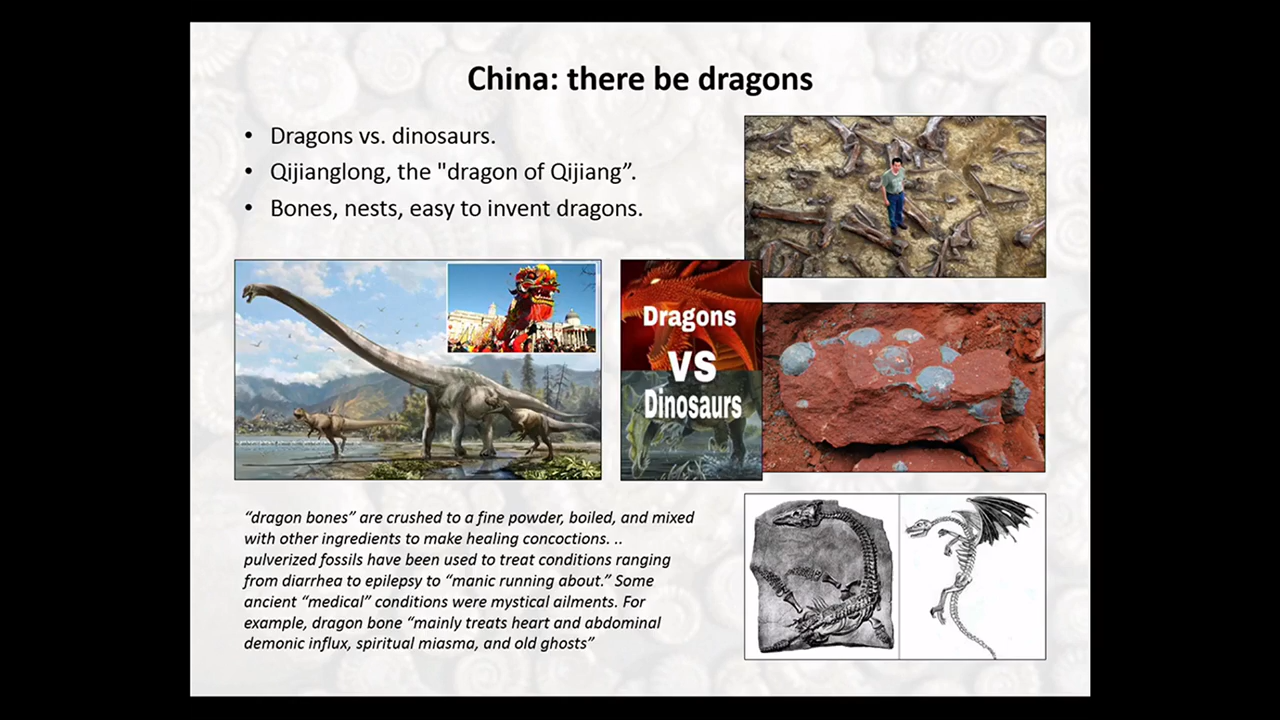 China: there be dragons
• Dragons vs. dinosaurs.
• Qijianglong, the "dragon of Qijiang”.
• Bones, nests, easy to invent dragons.
Dragons
VS
Dinosaurs
“dragon bones” are crushed to a fine powder, boiled, and mixed
with other ingredients to make healing concoctions. ..
pulverized fossils have been used to treat conditions ranging
from diarrhea to epilepsy to “manic running about.” Some
ancient “medical” conditions were mystical ailments. For
example, dragon bone “mainly treats heart and abdominal
demonic influx, spiritual miasma, and old ghosts”